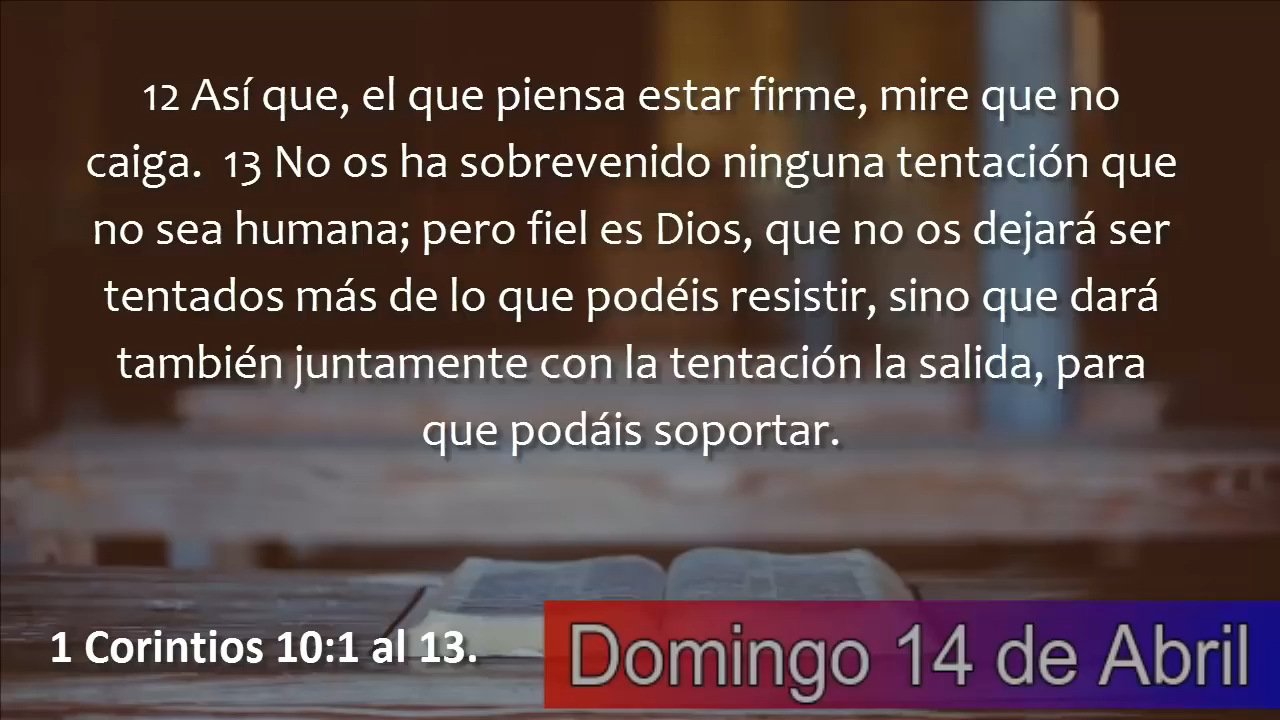 12 Así que, el que piensa estar firme, mire que no
caiga.  13 No os ha sobrevenido ninguna tentación que
no sea humana; pero fiel es Dios, que no os dejará ser
tentados más de lo que podéis resistir, sino que dará
también juntamente con la tentación la salida, para
que podáis soportar.
1 Corintios 10:1 al 13.
Domingo 14 de Abril